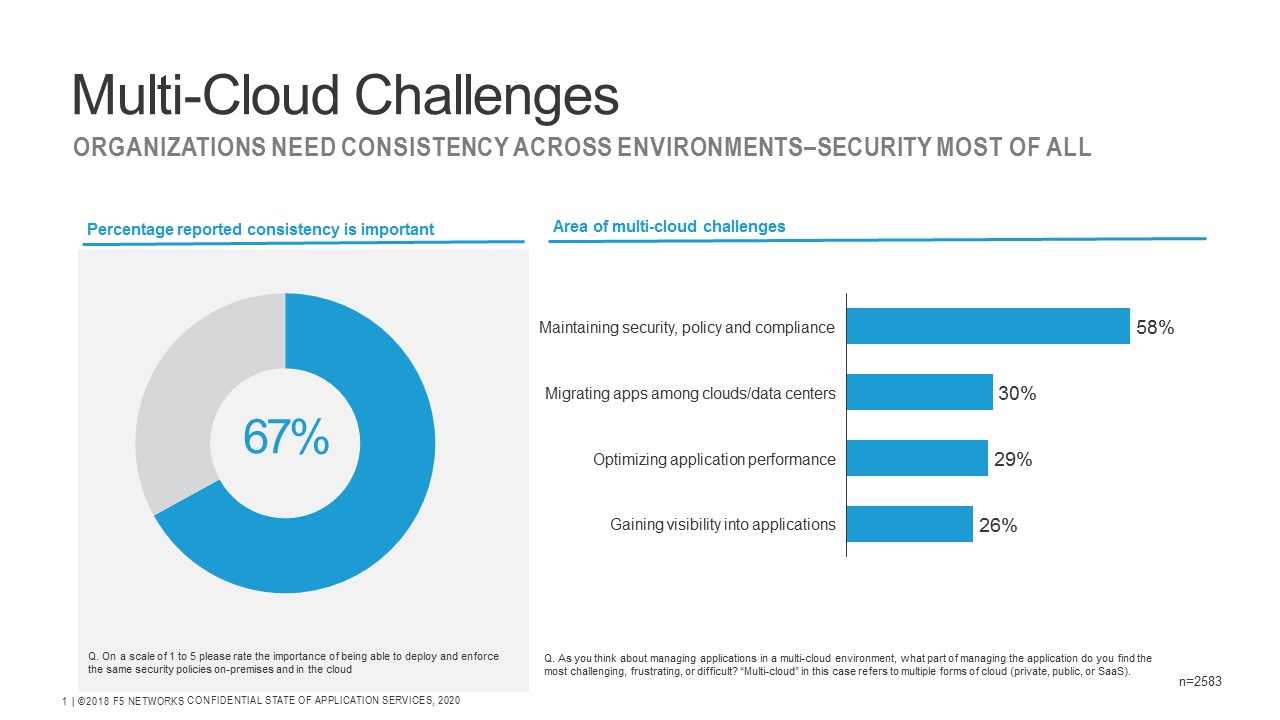 Multi-Cloud Challenges
ORGANIZATIONS NEED CONSISTENCY ACROSS ENVIRONMENTS–SECURITY MOST OF ALL
Percentage reported consistency is important
67%
Q. On a scale of 1 to 5 please rate the importance of being able to deploy and enforce
the same security policies on-premises and in the cloud
Area of multi-cloud challenges
Maintaining security, policy and compliance 58%
Migrating apps among clouds/data centers 30%
Optimizing application performance 29%
Gaining visibility into applications 26%
Q. As you think about managing applications in a multi-cloud environment, what part of managing the application do you find the
most challenging, frustrating, or difficult? “Multi-cloud” in this case refers to multiple forms of cloud (private, public, or SaaS).
n=2583
1 | ©2018 F5 NETWORKS CONFIDENTIAL STATE OF APPLICATION SERVICES, 2020